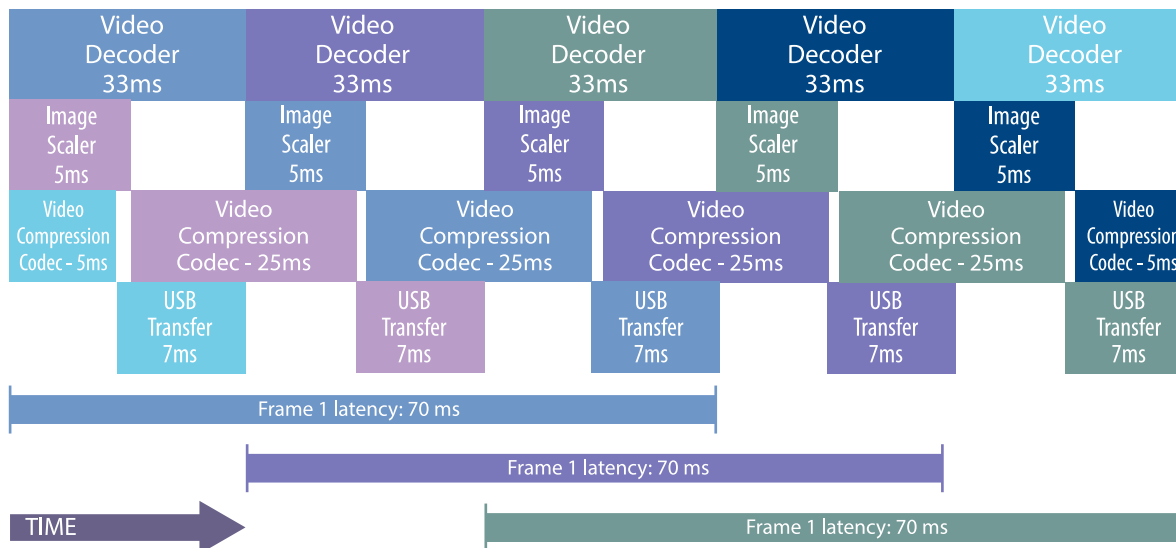 Video
Decoder
33ms
Video
Decoder
33ms
Video
Decoder
33ms
Video
Decoder
33ms
Video
Decoder
33ms
Image
Scaler
5ms
Image
Scaler
5ms
Image
Scaler
5ms
Image
Scaler
5ms
Image
Scaler
5ms
Video
Compression
Codec - 5ms
Video
Compression
Codec - 25ms
Video
Compression
Codec - 25ms
Video
Compression
Codec - 25ms
Video
Compression
Codec - 25ms
Video
Compression
Codec - 5ms
USB
Transfer
7ms
USB
Transfer
7ms
USB
Transfer
7ms
USB
Transfer
7ms
USB
Transfer
7ms
Frame 1 latency: 70 ms
Frame 1 latency: 70 ms
Frame 1 latency: 70 ms
TIME